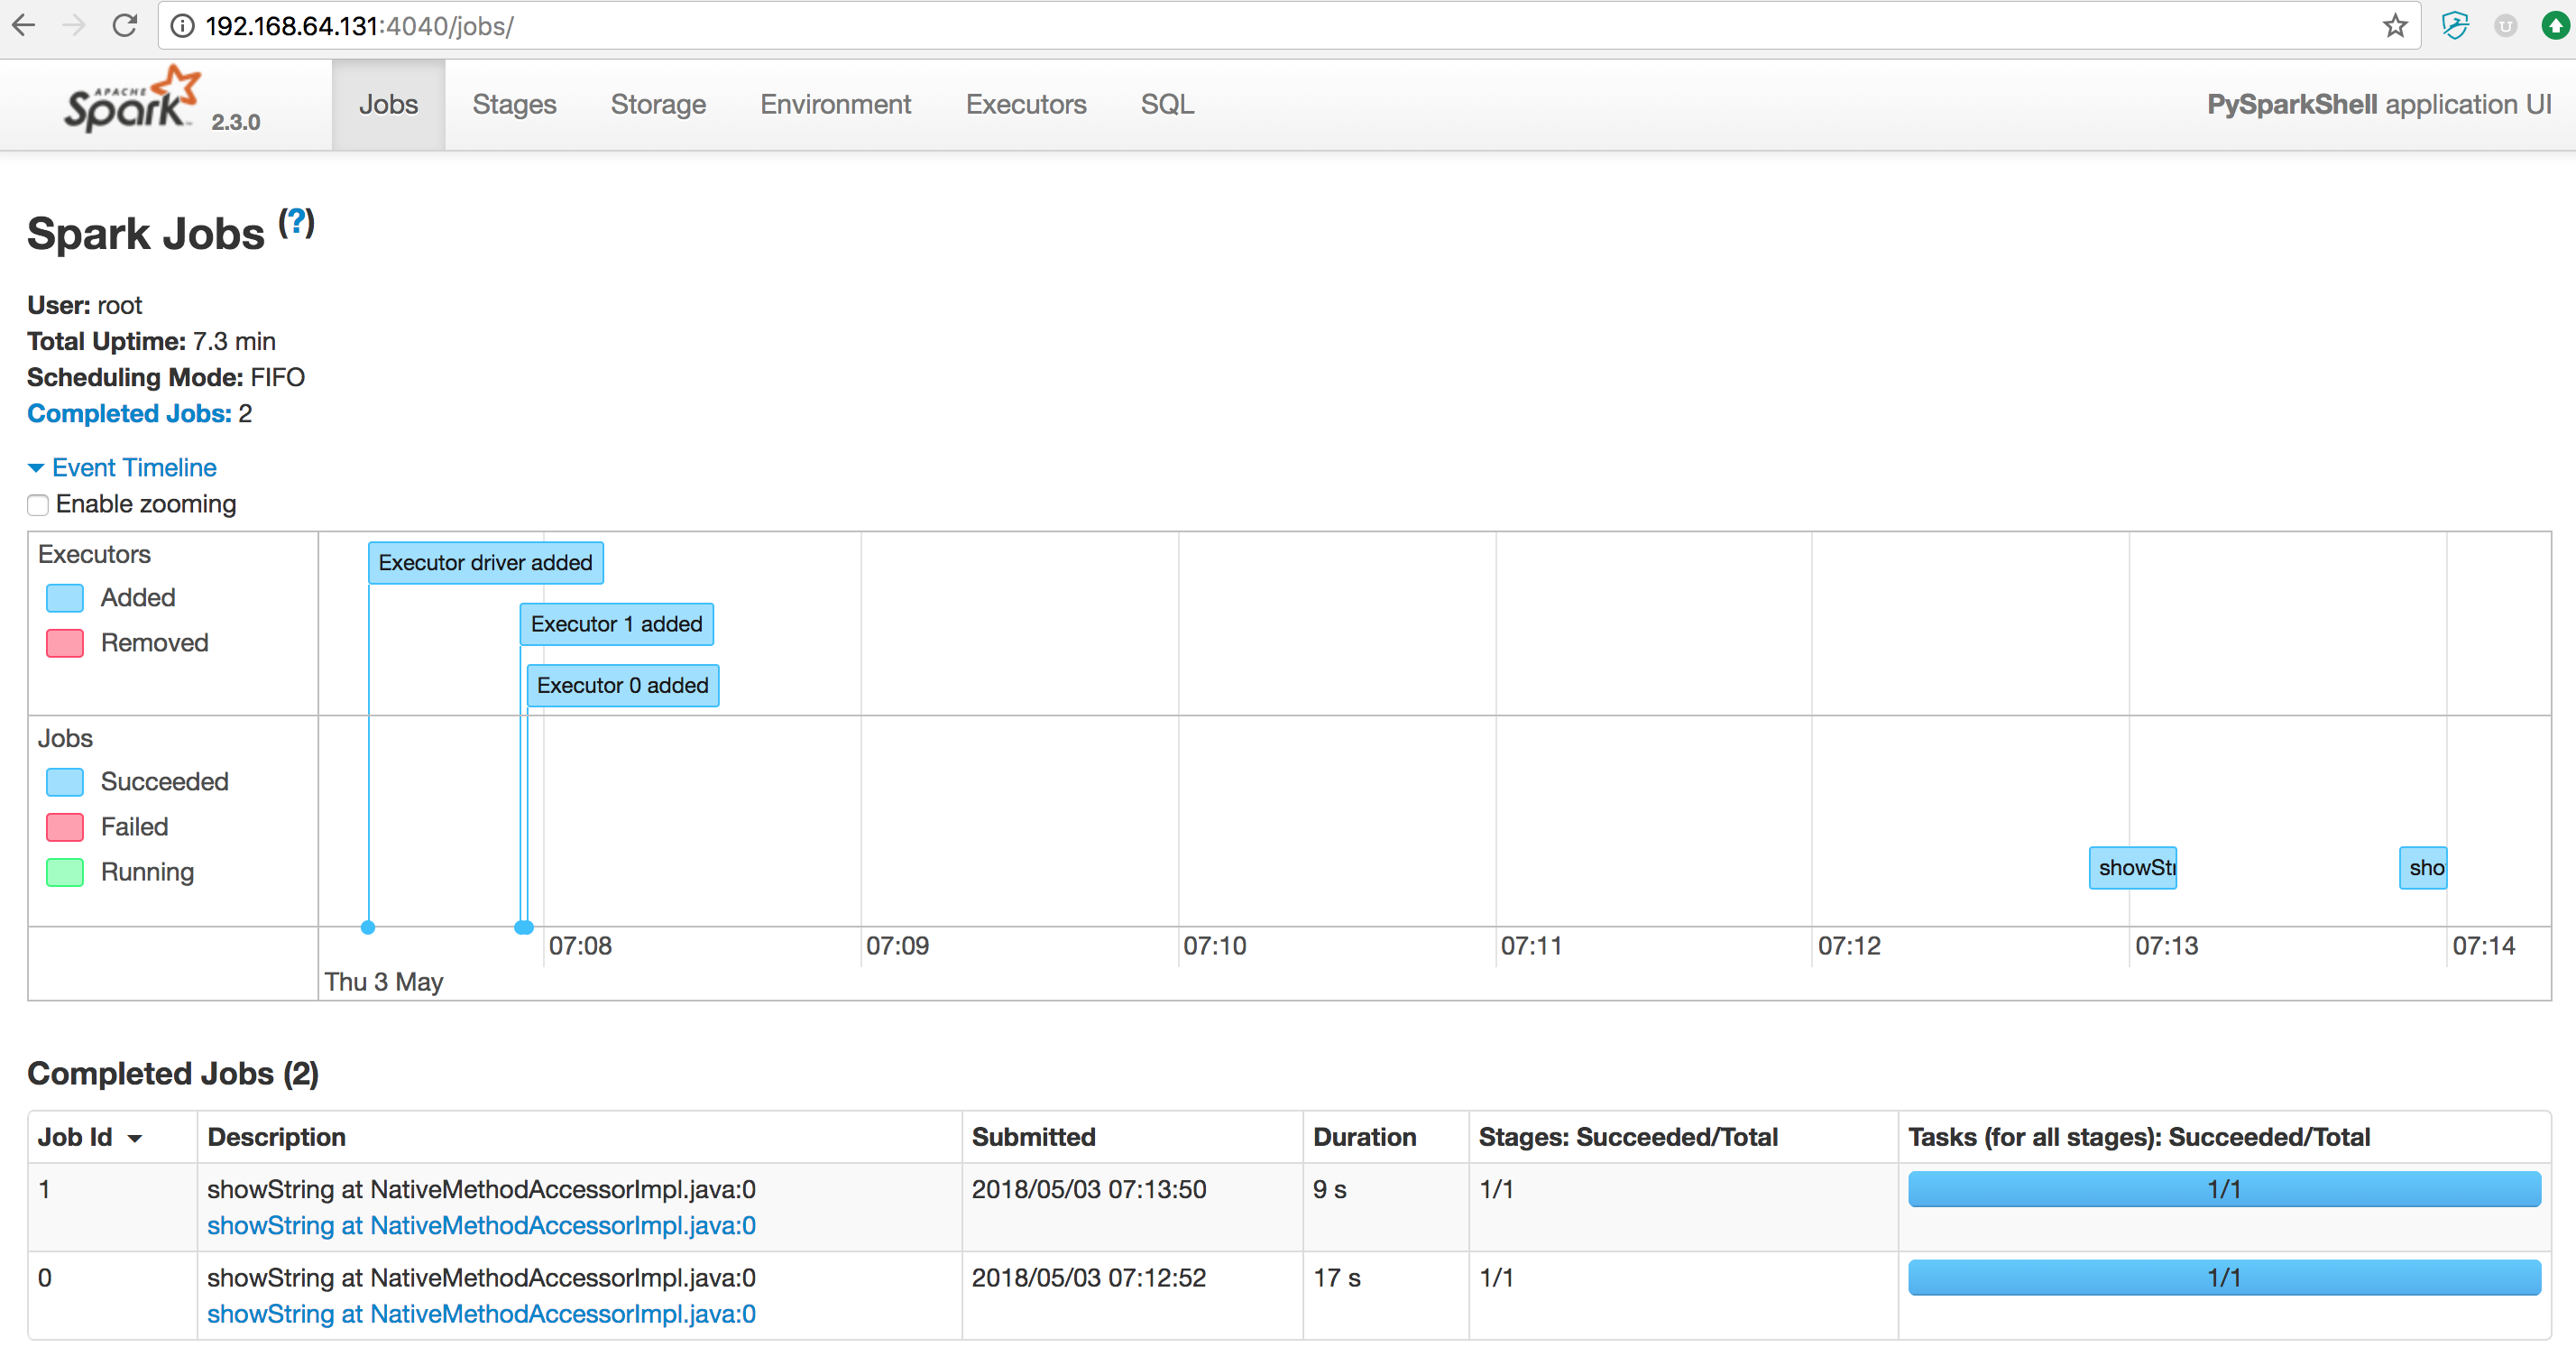 192.168.64.131:4040/jobs/
APACHE Spark 2.3.0 Jobs Stages Storage Environment Executors SQL PySparkShell application UI
Spark Jobs (?)
User: root
Total Uptime: 7.3 min
Scheduling Mode: FIFO
Completed Jobs: 2
Event Timeline
Enable zooming
Executors
Added
Removed
Executor driver added
Executor 1 added
Executor 0 added
Jobs
Succeeded
Failed
Running
showStr
sho
07:08 07:09 07:10 07:11 07:12 07:13 07:14
Thu 3 May
Completed Jobs (2)
Job Id Description Submitted Duration Stages: Succeeded/Total Tasks (for all stages): Succeeded/Total
1 showString at NativeMethodAccessorImpl.java:0 2018/05/03 07:13:50 9 s 1/1 1/1
showString at NativeMethodAccessorImpl.java:0
0 showString at NativeMethodAccessorImpl.java:0 2018/05/03 07:12:52 17 s 1/1 1/1
showString at NativeMethodAccessorImpl.java:0